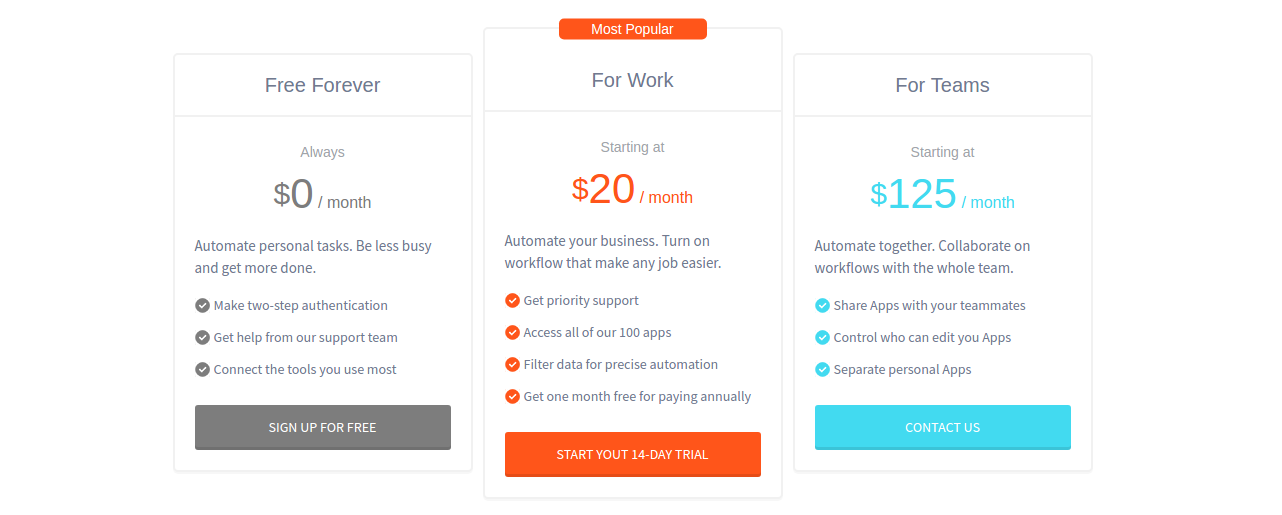 Free Forever
Always
$0 / month
Automate personal tasks. Be less busy
and get more done.
Make two-step authentication
Get help from our support team
Connect the tools you use most
SIGN UP FOR FREE
Most Popular
For Work
Starting at
$20 / month
Automate your business. Turn on
workflow that make any job easier.
Get priority support
Access all of our 100 apps
Filter data for precise automation
Get one month free for paying annually
START YOUT 14-DAY TRIAL
For Teams
Starting at
$125 / month
Automate together. Collaborate on
workflows with the whole team.
Share Apps with your teammates
Control who can edit you Apps
Separate personal Apps
CONTACT US